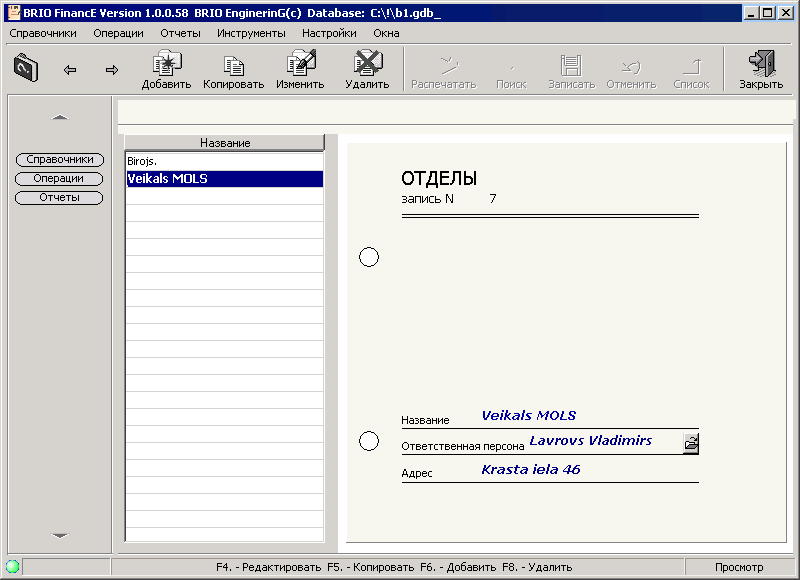 BRIO FinancE Version 1.0.0.58 BRIO EnginerinG(c) Database: C:\!\b1.gdb_
Справочники Операции Отчеты Инструменты Настройки Окна
Добавить Копировать Изменить Удалить Распечатать Поиск Записать Отменить Список Закрыть
Справочники
Операции
Отчеты
Название
Birojs.
Veikals MOLS
ОТДЕЛЫ
запись N 7
Название Veikals MOLS
Ответственная персона Lavrovs Vladimirs
Адрес Krasta iela 46
F4. - Редактировать F5. - Копировать F6. - Добавить F8. - Удалить Просмотр